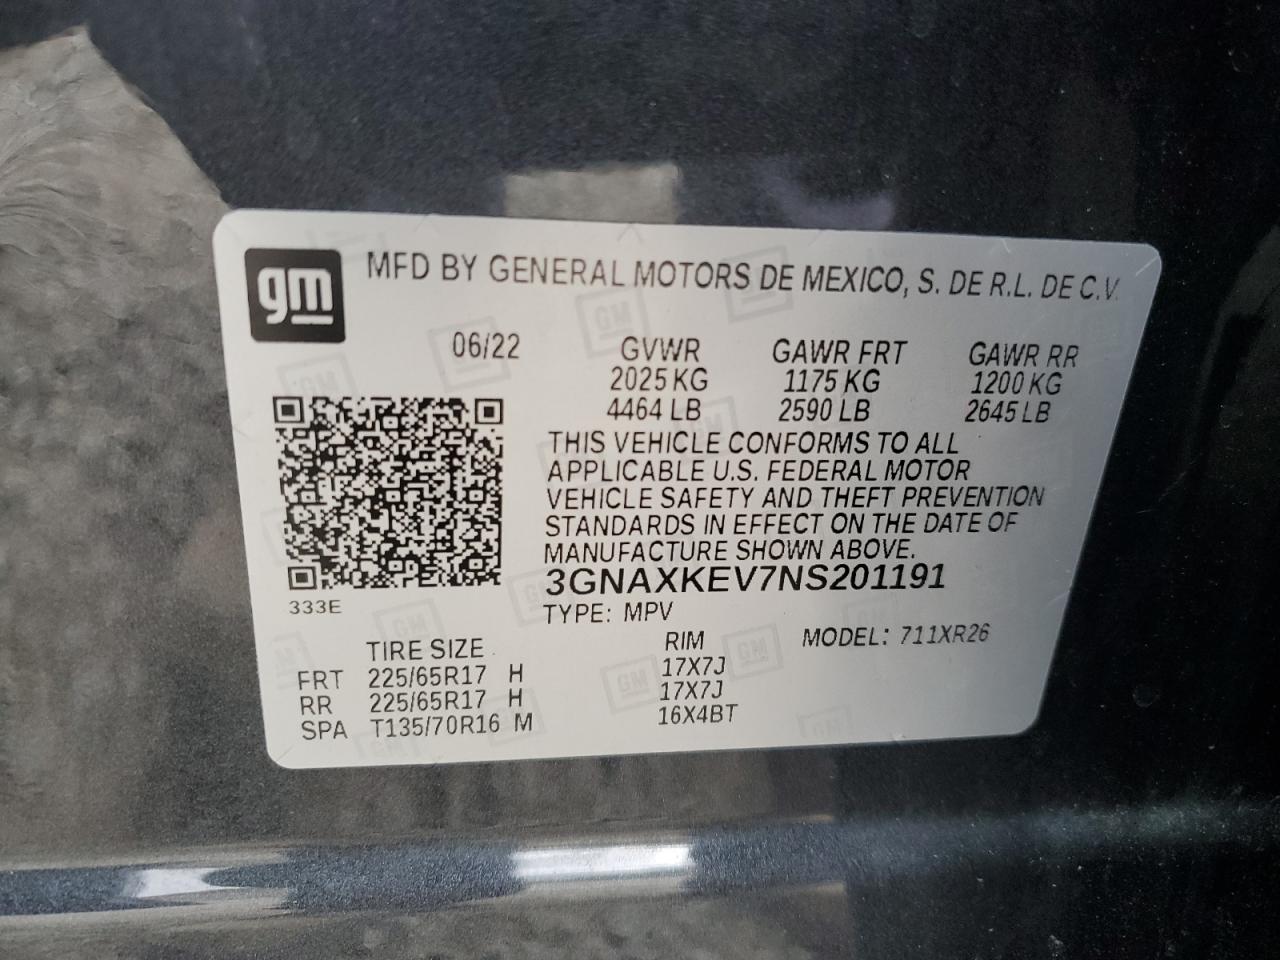 gm
MFD BY GENERAL MOTORS DE MEXICO, S. DE R.L. DE C.V.
06/22 GVWR GAWR FRT GAWR RR
2025 KG 1175 KG 1200 KG
4464 LB 2590 LB 2645 LB
THIS VEHICLE CONFORMS TO ALL
APPLICABLE U.S. FEDERAL MOTOR
VEHICLE SAFETY AND THEFT PREVENTION
STANDARDS IN EFFECT ON THE DATE OF
MANUFACTURE SHOWN ABOVE.
3GNAXKEV7NS201191
333E
TYPE: MPV
TIRE SIZE RIM MODEL: 711XR26
FRT 225/65R17 H 17X7J
RR 225/65R17 H 17X7J
SPA T135/70R16 M 16X4BT